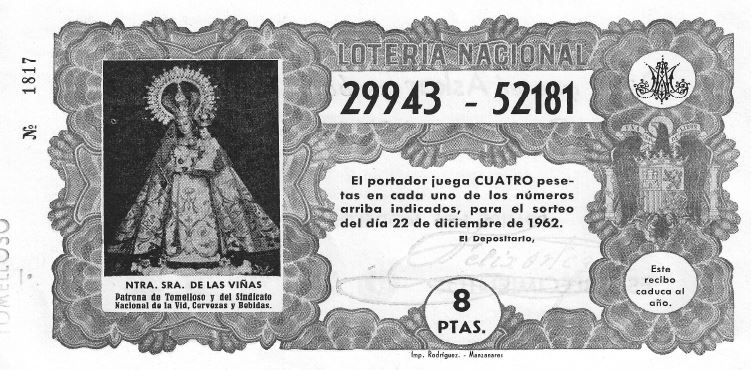 Nº 1817
TOMELLOSO
LOTERIA NACIONAL
29943 - 52181
El portador juega CUATRO pese-
tas en cada uno de los números
arriba indicados, para el sorteo
del día 22 de diciembre de 1962.
El Depositario,
NTRA. SRA. DE LAS VIÑAS
Patrona de Tomelloso y del Sindicato
Nacional de la Vid, Cervezas y Bebidas.
8
PTAS.
Este
recibo
caduca al
año.
Imp. Rodríguez. - Manzanares